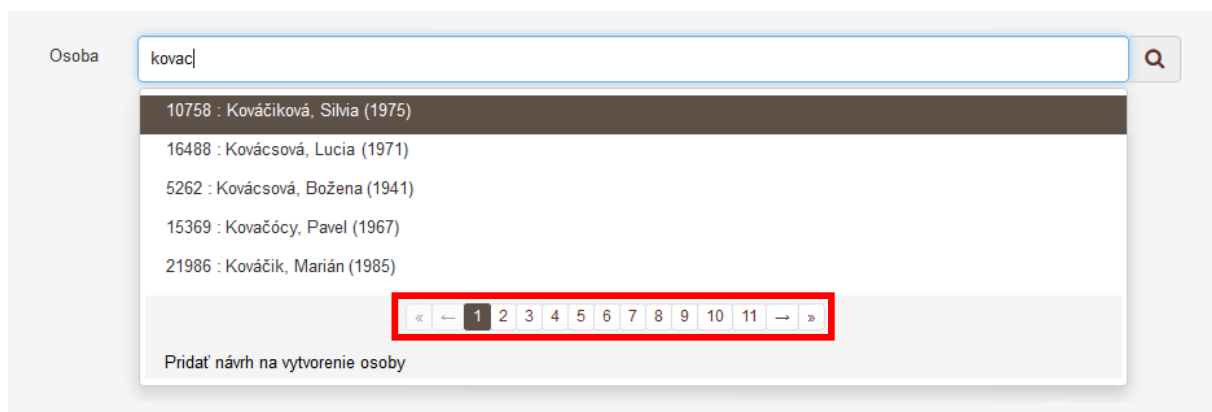 Osoba kovac
10758 : Kováčiková, Silvia (1975)
16488 : Kovácsová, Lucia (1971)
5262 : Kovácsová, Božena (1941)
15369 : Kovačócy, Pavel (1967)
21986 : Kováčik, Marián (1985)
« ← 1 2 3 4 5 6 7 8 9 10 11 → »
Pridať návrh na vytvorenie osoby